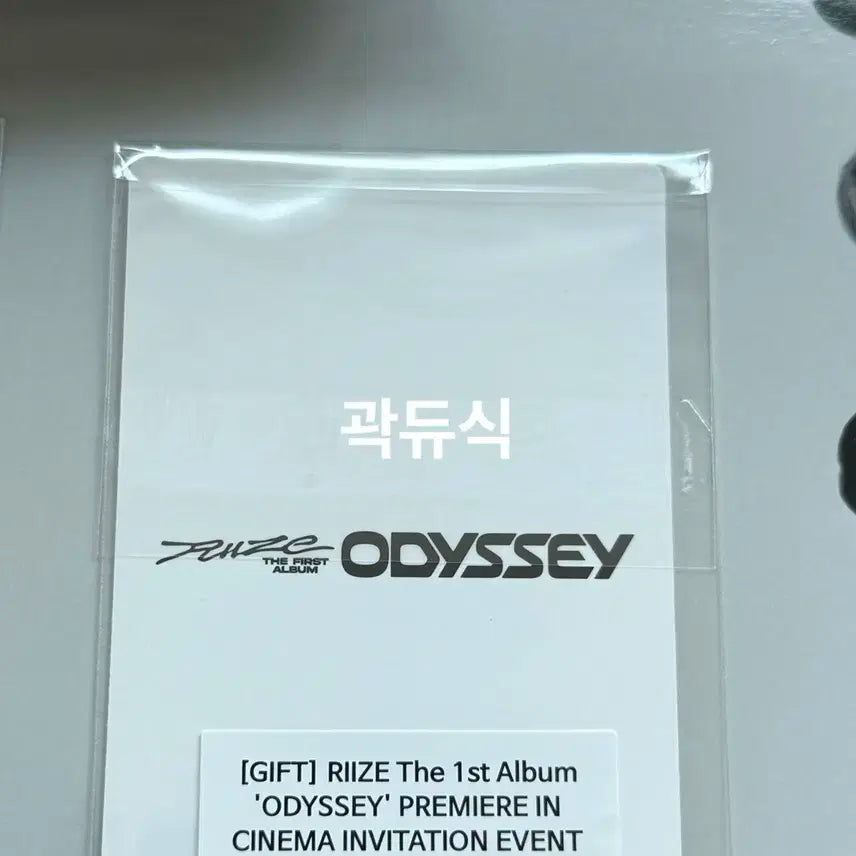 곽듀식
RIIZE THE FIRST ALBUM ODYSSEY
[GIFT] RIIZE The 1st Album
'ODYSSEY' PREMIERE IN
CINEMA INVITATION EVENT